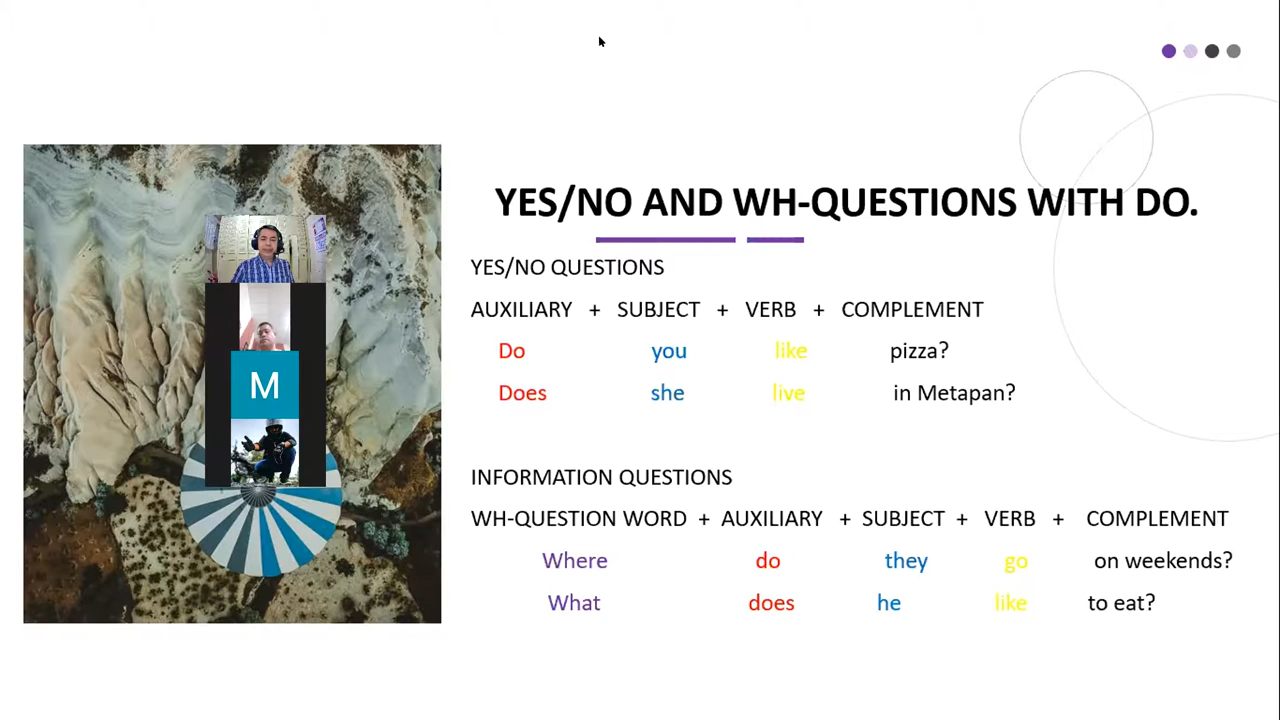 YES/NO AND WH-QUESTIONS WITH DO.
YES/NO QUESTIONS
AUXILIARY + SUBJECT + VERB + COMPLEMENT
Do you like pizza?
Does she live in Metapan?
INFORMATION QUESTIONS
WH-QUESTION WORD + AUXILIARY + SUBJECT + VERB + COMPLEMENT
Where do they go on weekends?
What does he like to eat?
M